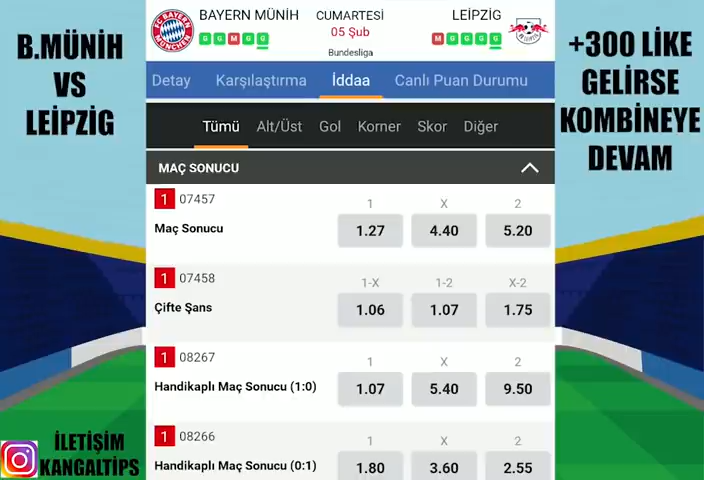 B.MÜNİH
VS
LEİPZİG
BAYERN MÜNİH
G G M G G
CUMARTESİ
05 Şub
Bundesliga
LEİPZİG
M G G G G
+300 LİKE
GELİRSE
KOMBİNEYE
DEVAM
Detay Karşılaştırma İddaa Canlı Puan Durumu
Tümü Alt/Üst Gol Korner Skor Diğer
MAÇ SONUCU
1 07457 1 X 2
Maç Sonucu 1.27 4.40 5.20
1 07458 1-X 1-2 X-2
Çifte Şans 1.06 1.07 1.75
1 08267 1 X 2
Handikaplı Maç Sonucu (1:0) 1.07 5.40 9.50
1 08266 1 X 2
Handikaplı Maç Sonucu (0:1) 1.80 3.60 2.55
İLETİŞİM
KANGALTİPS